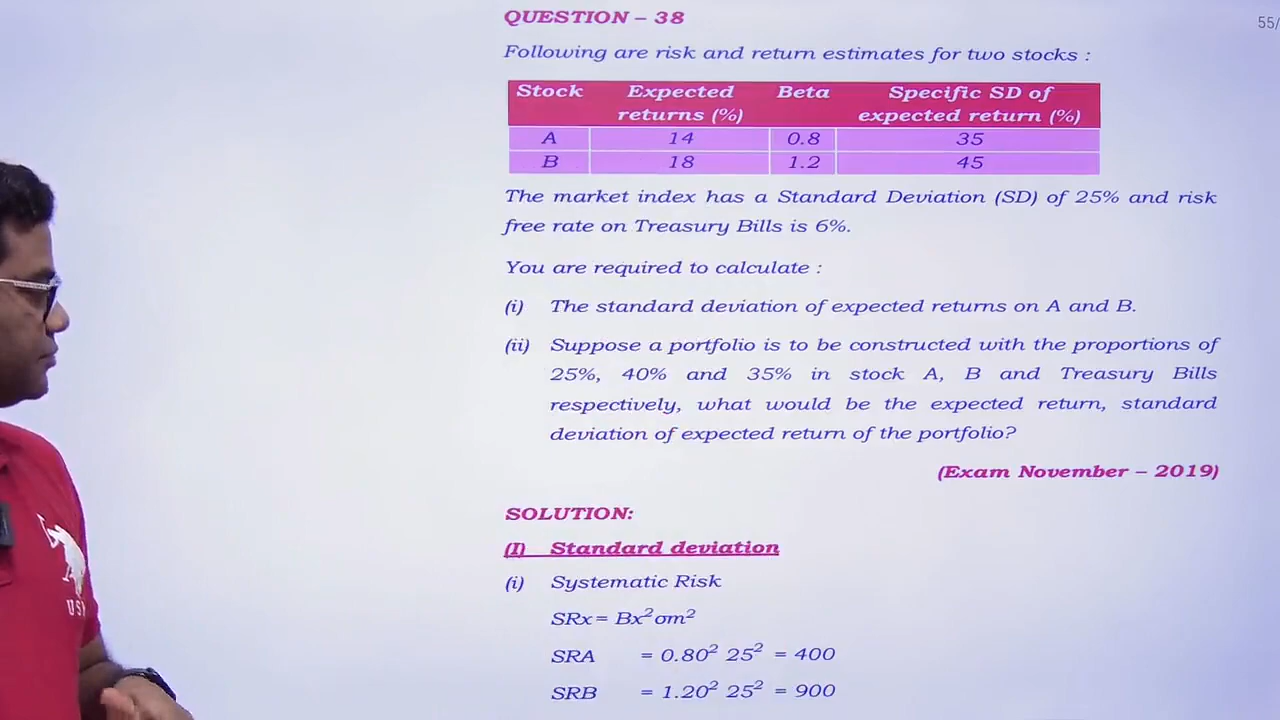 QUESTION – 38
55/
Following are risk and return estimates for two stocks :
Stock Expected returns (%) Beta Specific SD of expected return (%)
A 14 0.8 35
B 18 1.2 45
The market index has a Standard Deviation (SD) of 25% and risk
free rate on Treasury Bills is 6%.
You are required to calculate :
(i) The standard deviation of expected returns on A and B.
(ii) Suppose a portfolio is to be constructed with the proportions of
25%, 40% and 35% in stock A, B and Treasury Bills
respectively, what would be the expected return, standard
deviation of expected return of the portfolio?
(Exam November – 2019)
SOLUTION:
(I) Standard deviation
(i) Systematic Risk
SRx = Bx² σm²
SRA = 0.80² 25² = 400
SRB = 1.20² 25² = 900
US